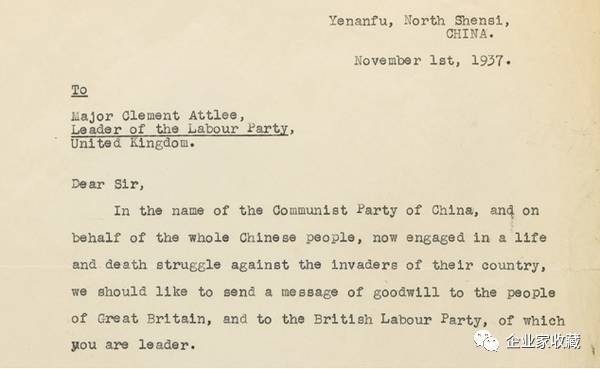 Yenanfu, North Shensi,
CHINA.
November 1st, 1937.
To
Major Clement Attlee,
Leader of the Labour Party,
United Kingdom.
Dear Sir,
In the name of the Communist Party of China, and on
behalf of the whole Chinese people, now engaged in a life
and death struggle against the invaders of their country,
we should like to send a message of goodwill to the people
of Great Britain, and to the British Labour Party, of which
you are leader.
企业家收藏